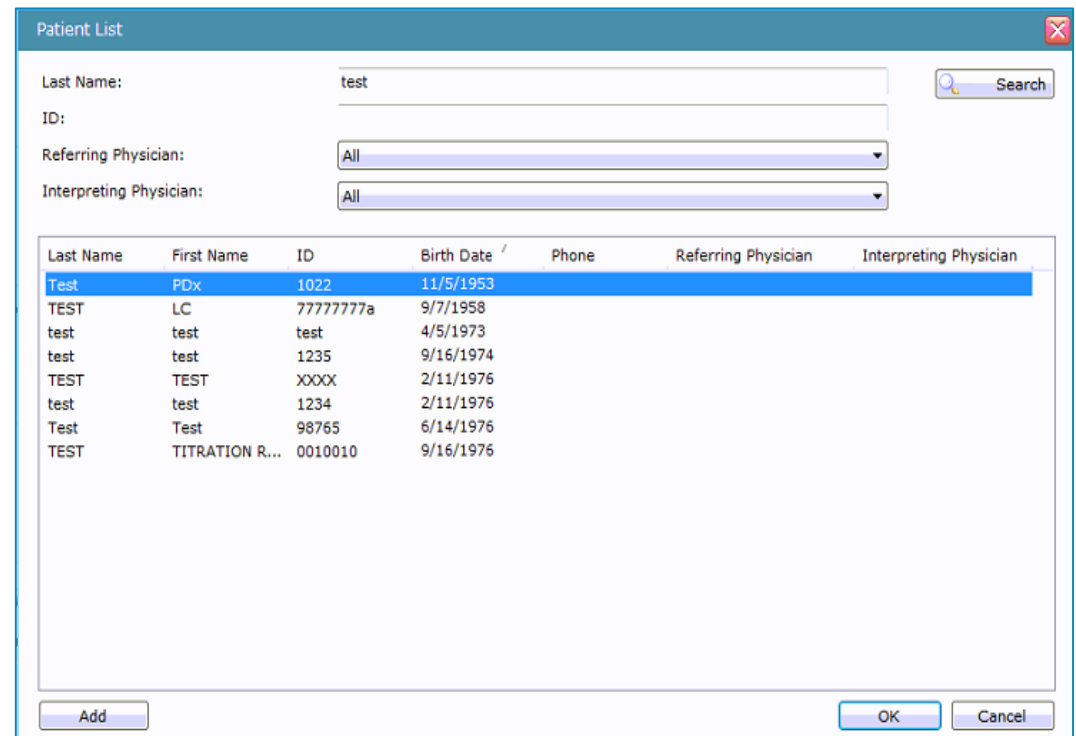 Patient List
Last Name: test Search
ID:
Referring Physician: All
Interpreting Physician: All
Last Name First Name ID Birth Date Phone Referring Physician Interpreting Physician
Test PDx 1022 11/5/1953
TEST LC 77777777a 9/7/1958
test test test 4/5/1973
test test 1235 9/16/1974
TEST TEST XXXX 2/11/1976
test test 1234 2/11/1976
Test Test 98765 6/14/1976
TEST TITRATION R... 0010010 9/16/1976
Add OK Cancel